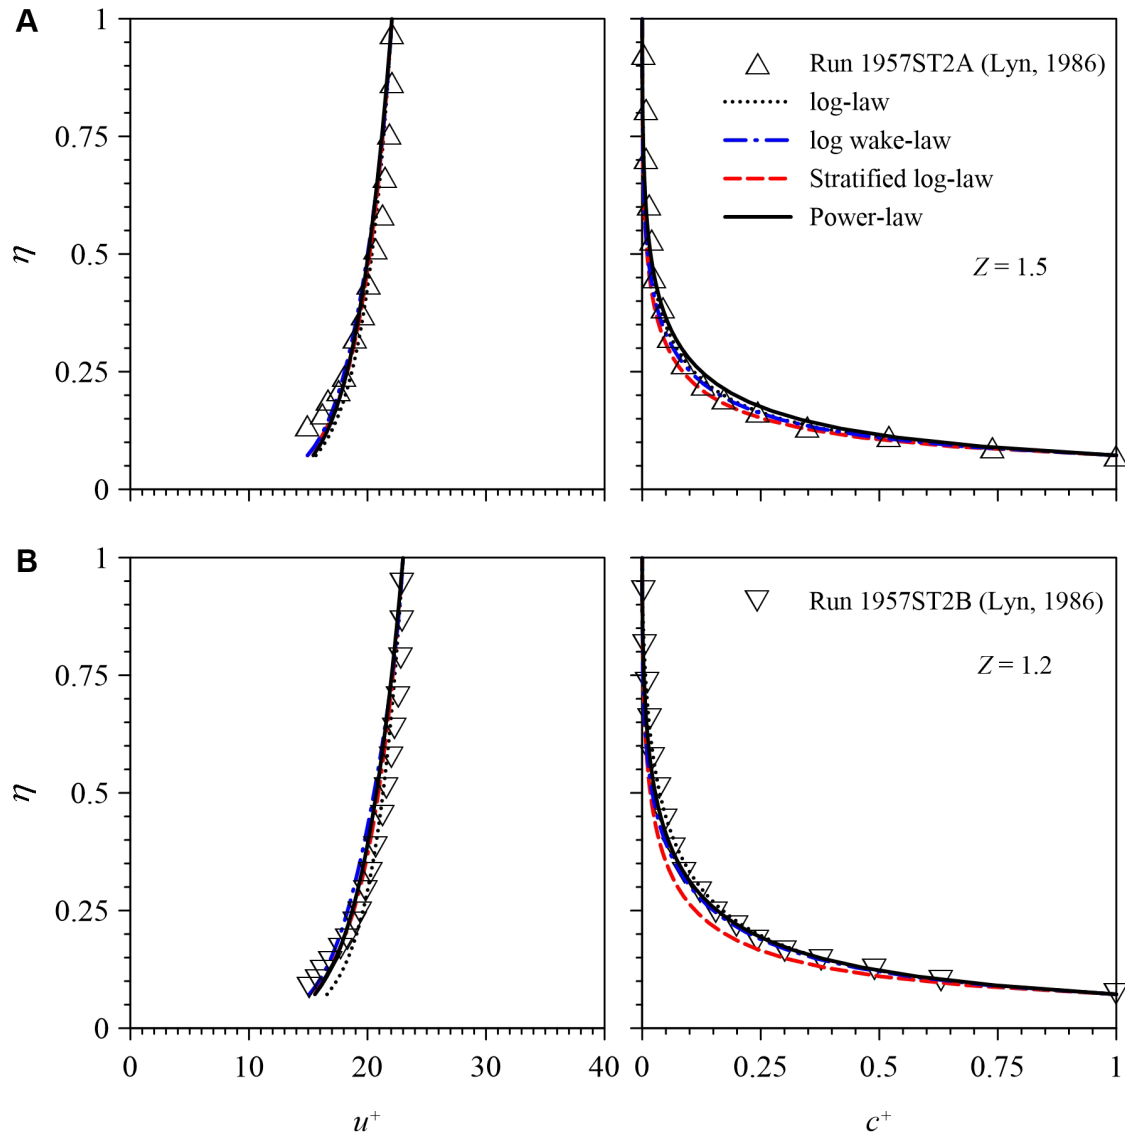 A
1
0.75
0.5
0.25
0
η
Run 1957ST2A (Lyn, 1986)
log-law
log wake-law
Stratified log-law
Power-law
Z = 1.5
B
1
0.75
0.5
0.25
0
η
Run 1957ST2B (Lyn, 1986)
Z = 1.2
0 20 40 0 0.25 0.5 0.75 1
u+ c+